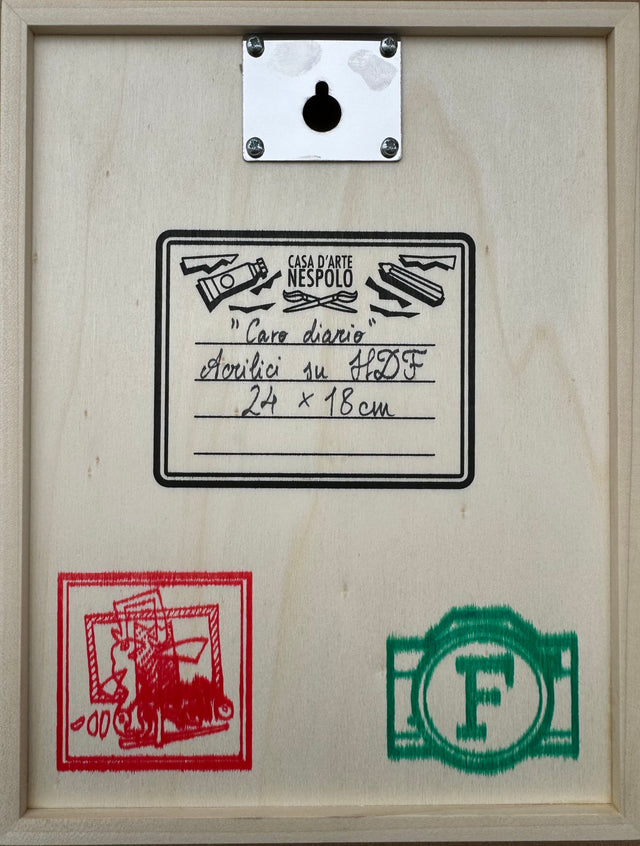 CASA D'ARTE
NESPOLO
"Caro diario"
Acrilici su HDF
24 x 18 cm
F